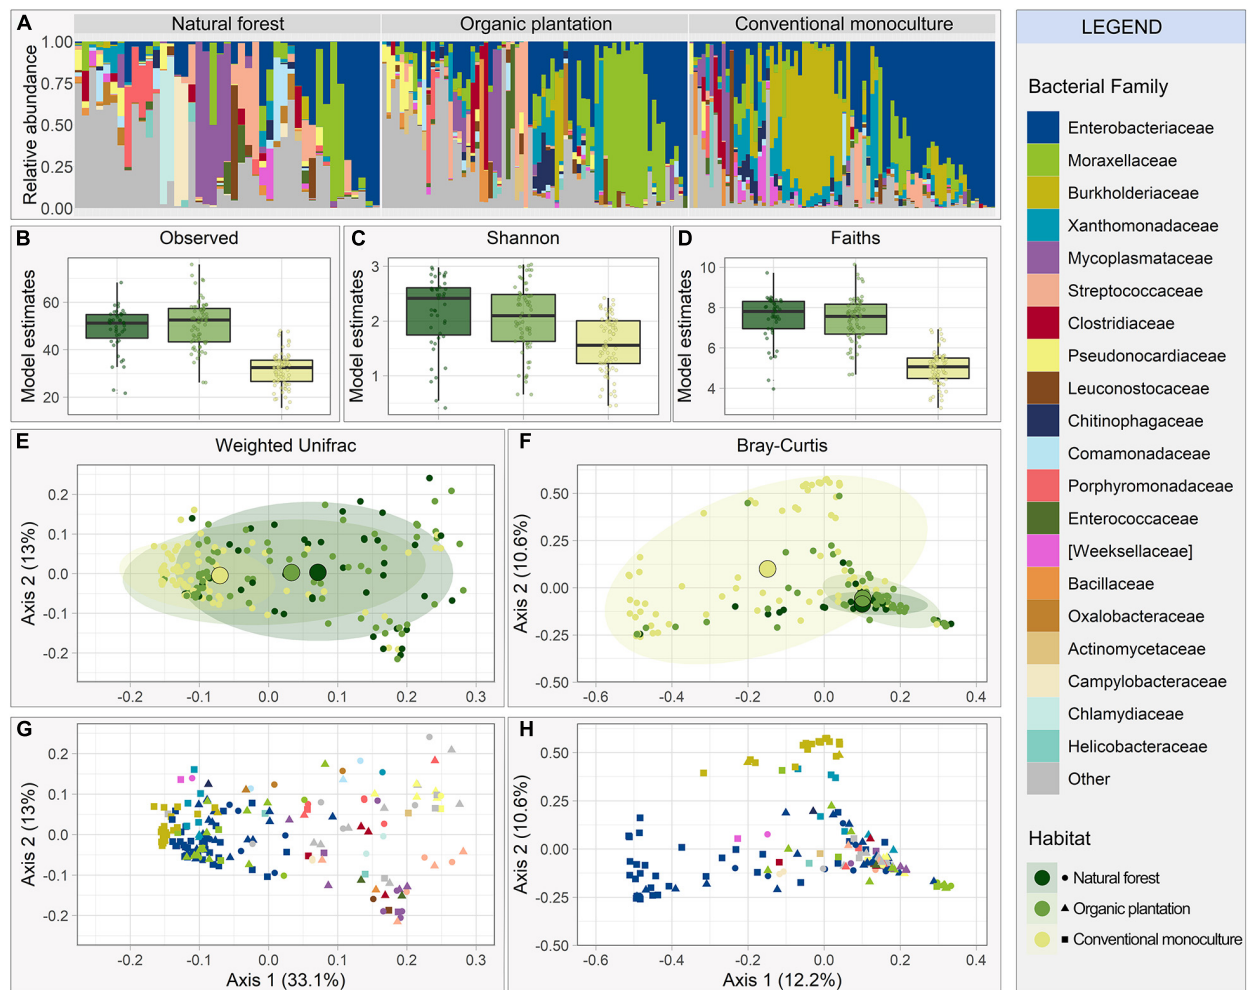 A
Natural forest
Organic plantation
Conventional monoculture
Relative abundance
1.00
0.75
0.50
0.25
0.00
B
Observed
Model estimates
60
40
20
C
Shannon
Model estimates
3
2
1
D
Faiths
Model estimates
10
8
6
4
E
Weighted Unifrac
Axis 2 (13%)
0.2
0.1
0.0
-0.1
-0.2
-0.2
-0.1
0.0
0.1
0.2
0.3
F
Bray-Curtis
Axis 2 (10.6%)
0.50
0.25
0.00
-0.25
-0.50
-0.6
-0.4
-0.2
0.0
0.2
0.4
G
Axis 2 (13%)
0.2
0.1
0.0
-0.1
-0.2
-0.2
-0.1
0.0
0.1
0.2
0.3
Axis 1 (33.1%)
H
Axis 2 (10.6%)
0.50
0.25
0.00
-0.25
-0.50
-0.6
-0.4
-0.2
0.0
0.2
0.4
Axis 1 (12.2%)
LEGEND
Bacterial Family
Enterobacteriaceae
Moraxellaceae
Burkholderiaceae
Xanthomonadaceae
Mycoplasmataceae
Streptococcaceae
Clostridiaceae
Pseudonocardiaceae
Leuconostocaceae
Chitinophagaceae
Comamonadaceae
Porphyromonadaceae
Enterococcaceae
[Weeksellaceae]
Bacillaceae
Oxalobacteraceae
Actinomycetaceae
Campylobacteraceae
Chlamydiaceae
Helicobacteraceae
Other
Habitat
Natural forest
Organic plantation
Conventional monoculture